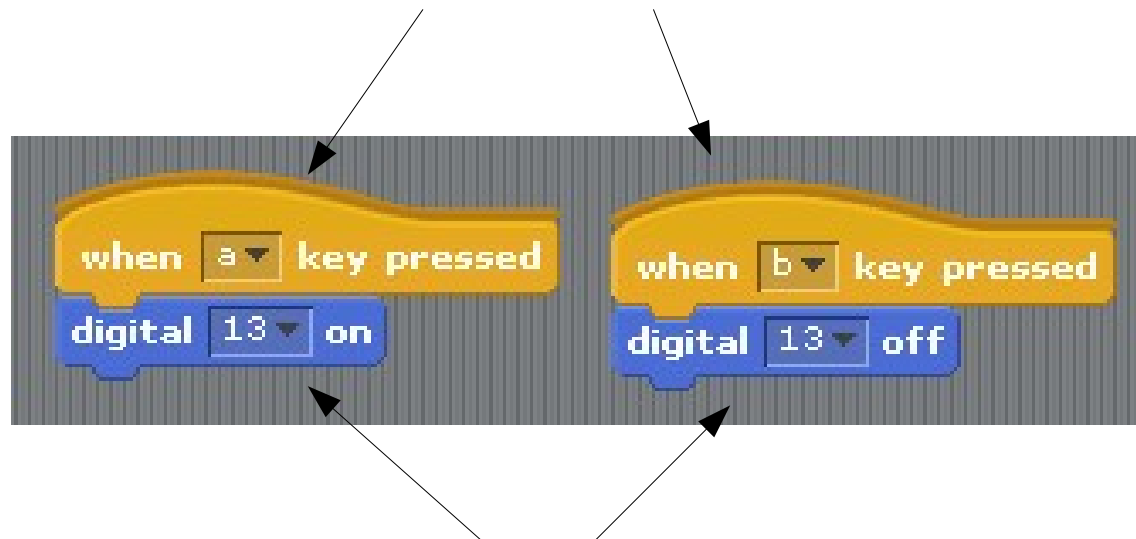 when a key pressed
digital 13 on
when b key pressed
digital 13 off